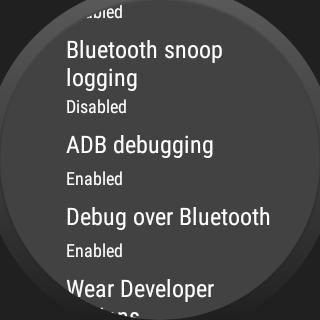 Bluetooth snoop
logging
Disabled
ADB debugging
Enabled
Debug over Bluetooth
Enabled
Wear Developer